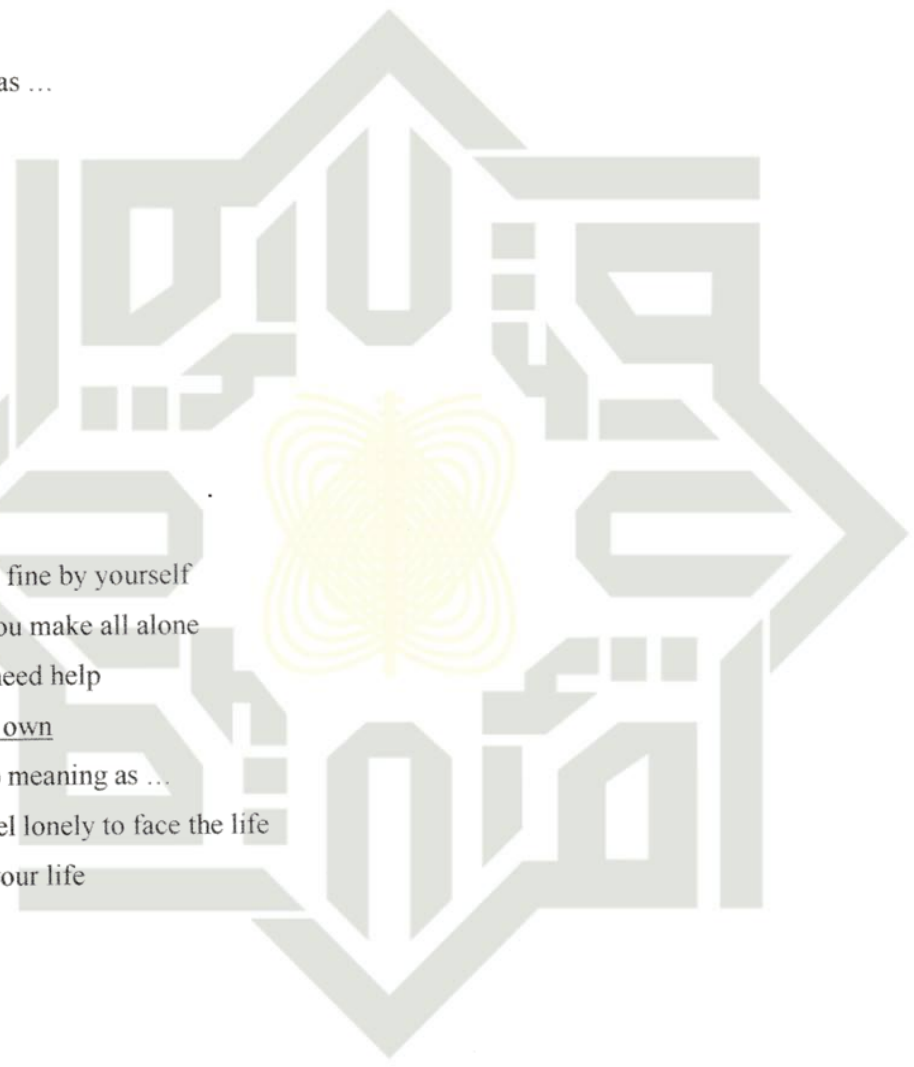 as ...
fine by yourself
ou make all alone
need help
own
meaning as ...
el lonely to face the life
our life